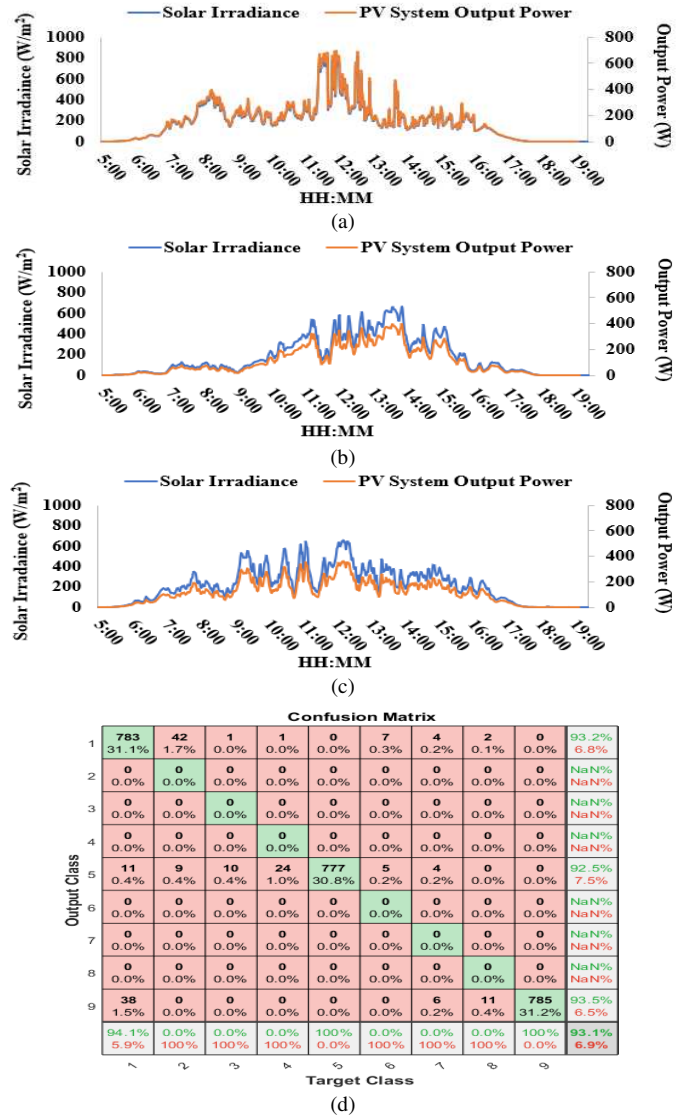 Solar Irradiance PV System Output Power
Solar Irradaince (W/m²)
1000
800
600
400
200
0
800
600
400
200
0
Output Power (W)
5:00 6:00 7:00 8:00 9:00 10:00 11:00 12:00 13:00 14:00 15:00 16:00 17:00 18:00 19:00
HH:MM
(a)
Solar Irradiance PV System Output Power
Solar Irradaince (W/m²)
1000
800
600
400
200
0
800
600
400
200
0
Output Power (W)
5:00 6:00 7:00 8:00 9:00 10:00 11:00 12:00 13:00 14:00 15:00 16:00 17:00 18:00 19:00
HH:MM
(b)
Solar Irradiance PV System Output Power
Solar Irradaince (W/m²)
1000
800
600
400
200
0
800
600
400
200
0
Output Power (W)
5:00 6:00 7:00 8:00 9:00 10:00 11:00 12:00 13:00 14:00 15:00 16:00 17:00 18:00 19:00
HH:MM
(c)
Confusion Matrix
Output Class
1 783 42 1 1 0 7 4 2 0 93.2%
31.1% 1.7% 0.0% 0.0% 0.0% 0.3% 0.2% 0.1% 0.0% 6.8%
2 0 0 0 0 0 0 0 0 0 NaN%
0.0% 0.0% 0.0% 0.0% 0.0% 0.0% 0.0% 0.0% 0.0% NaN%
3 0 0 0 0 0 0 0 0 0 NaN%
0.0% 0.0% 0.0% 0.0% 0.0% 0.0% 0.0% 0.0% 0.0% NaN%
4 0 0 0 0 0 0 0 0 0 NaN%
0.0% 0.0% 0.0% 0.0% 0.0% 0.0% 0.0% 0.0% 0.0% NaN%
5 11 9 10 24 777 5 4 0 0 92.5%
0.4% 0.4% 0.4% 1.0% 30.8% 0.2% 0.2% 0.0% 0.0% 7.5%
6 0 0 0 0 0 0 0 0 0 NaN%
0.0% 0.0% 0.0% 0.0% 0.0% 0.0% 0.0% 0.0% 0.0% NaN%
7 0 0 0 0 0 0 0 0 0 NaN%
0.0% 0.0% 0.0% 0.0% 0.0% 0.0% 0.0% 0.0% 0.0% NaN%
8 0 0 0 0 0 0 0 0 0 NaN%
0.0% 0.0% 0.0% 0.0% 0.0% 0.0% 0.0% 0.0% 0.0% NaN%
9 38 0 0 0 0 0 6 11 785 93.5%
1.5% 0.0% 0.0% 0.0% 0.0% 0.0% 0.2% 0.4% 31.2% 6.5%
94.1% 0.0% 0.0% 0.0% 100% 0.0% 0.0% 0.0% 100% 93.1%
5.9% 100% 100% 100% 0.0% 100% 100% 100% 0.0% 6.9%
1 2 3 4 5 6 7 8 9
Target Class
(d)